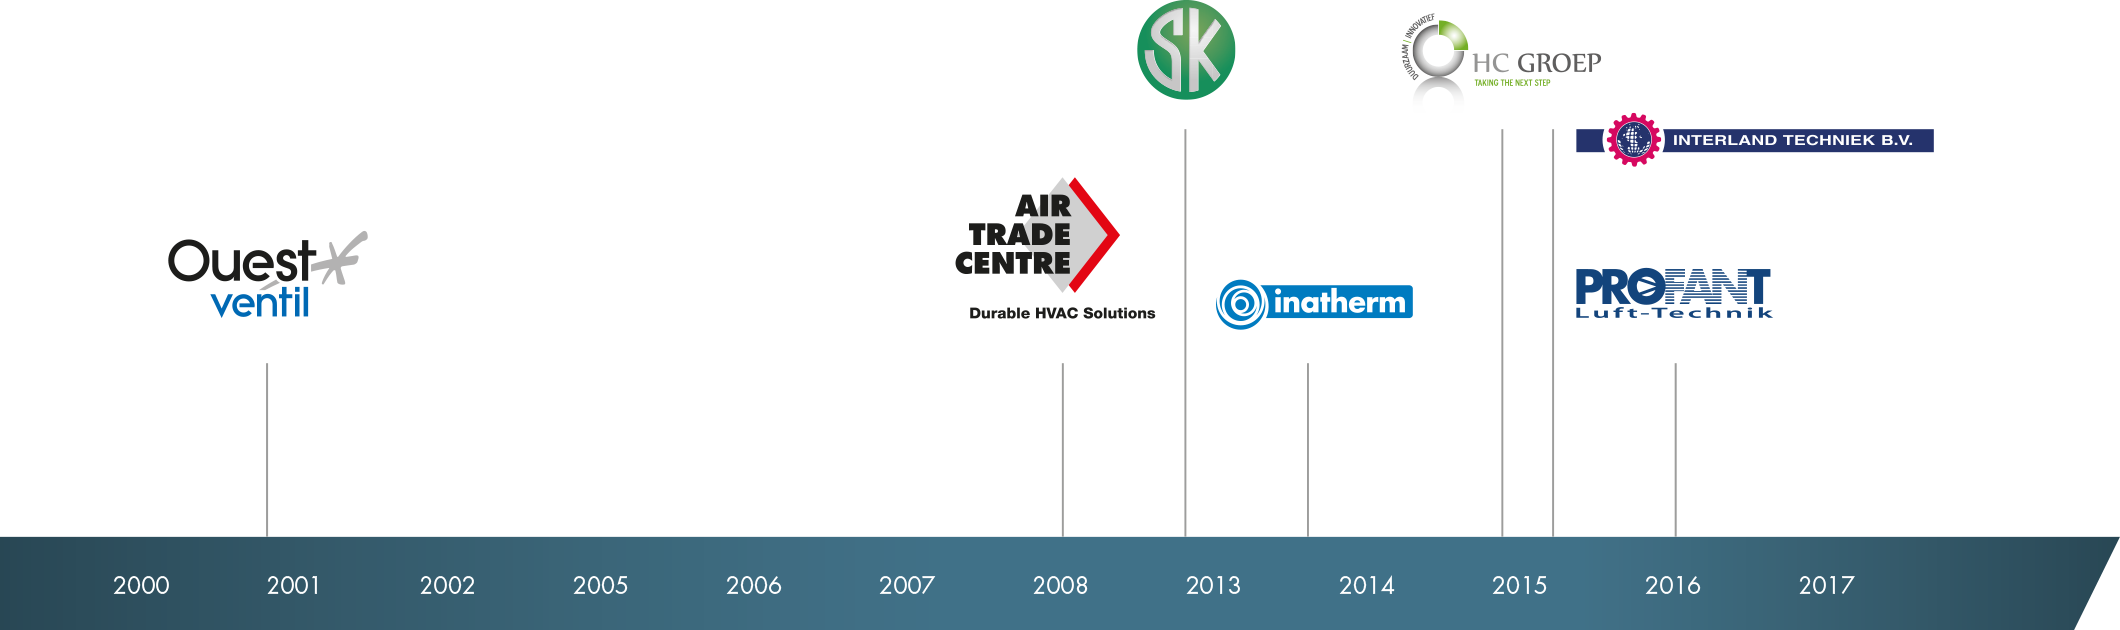 SK
DUURZAAM | INNOVATIEF
HC GROEP
TAKING THE NEXT STEP
INTERLAND TECHNIEK B.V.
AIR
TRADE
CENTRE
Durable HVAC Solutions
Ouest
ventil
inatherm
PROFANT
Luft-Technik
2000 2001 2002 2005 2006 2007 2008 2013 2014 2015 2016 2017